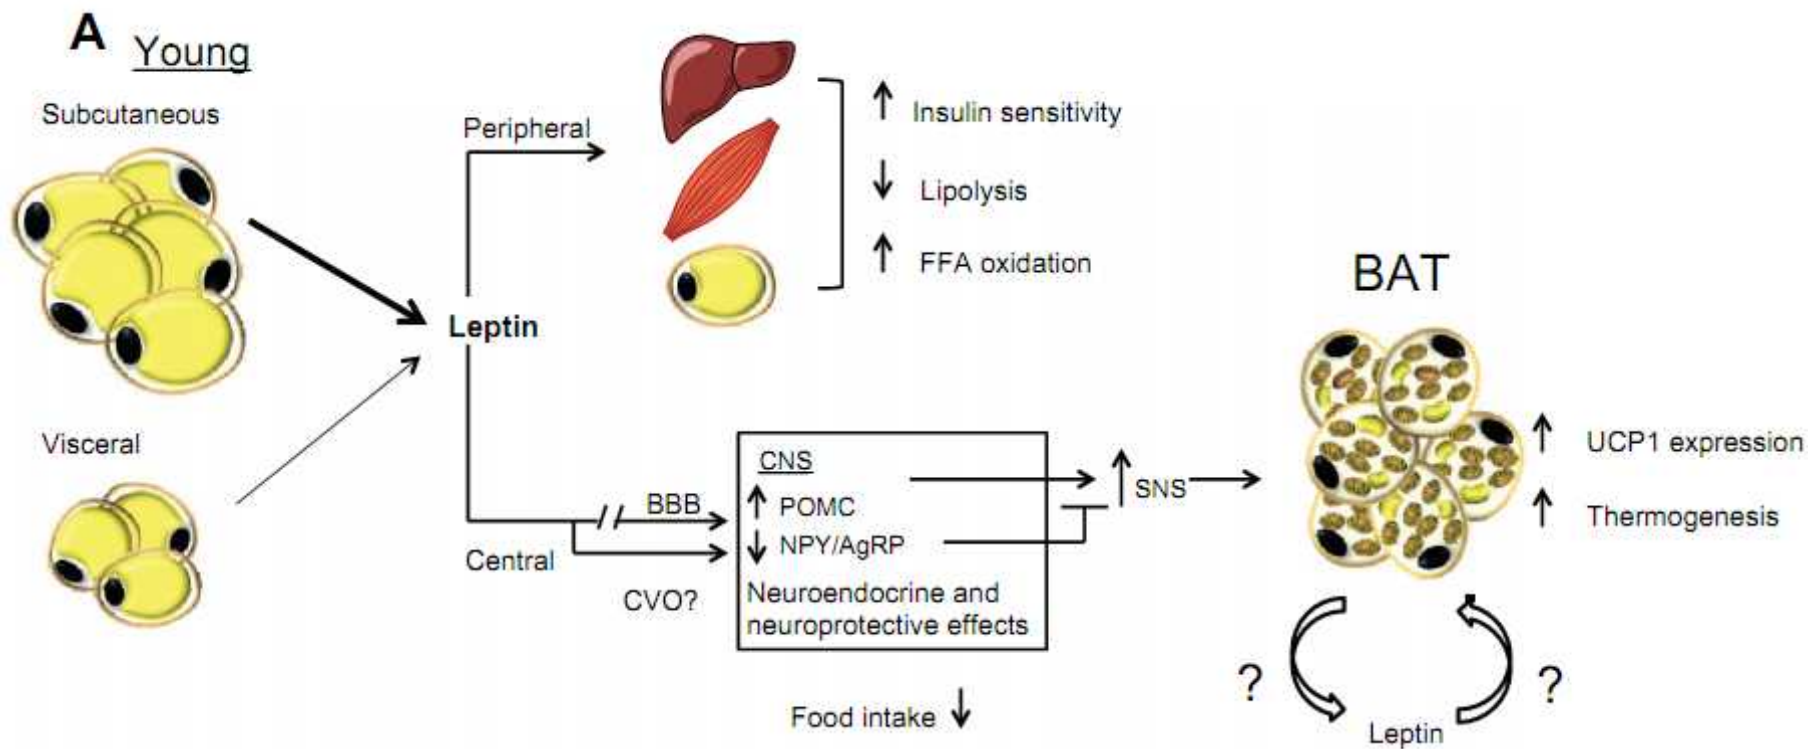 A Young
Subcutaneous
Visceral
Leptin
Peripheral
↑ Insulin sensitivity
↓ Lipolysis
↑ FFA oxidation
Central
BBB
CVO?
CNS
↑ POMC
↓ NPY/AgRP
Neuroendocrine and
neuroprotective effects
Food intake ↓
↑ SNS
BAT
↑ UCP1 expression
↑ Thermogenesis
? ?
Leptin